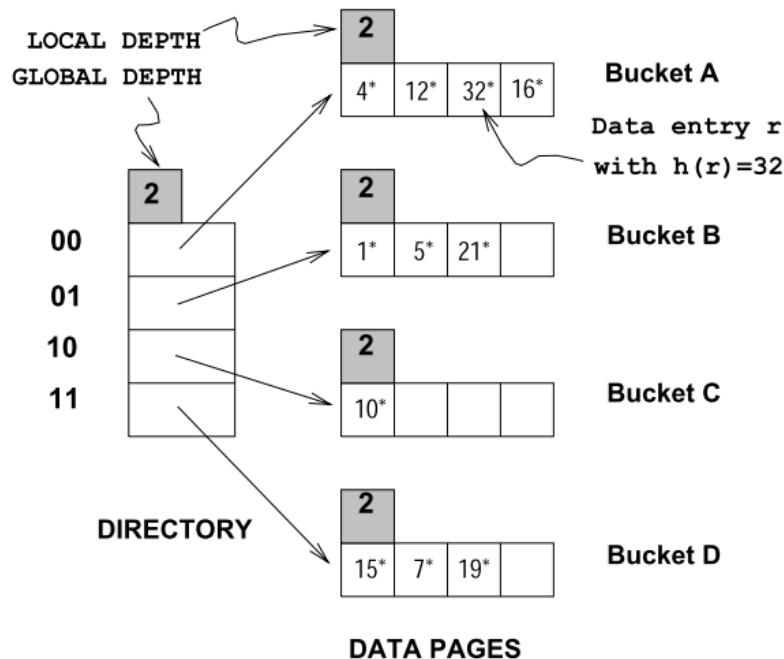 LOCAL DEPTH
GLOBAL DEPTH
2
4* 12* 32* 16*
Bucket A
Data entry r
with h(r)=32
2
00
01
10
11
2
1* 5* 21*
Bucket B
2
10*
Bucket C
2
15* 7* 19*
Bucket D
DIRECTORY
DATA PAGES